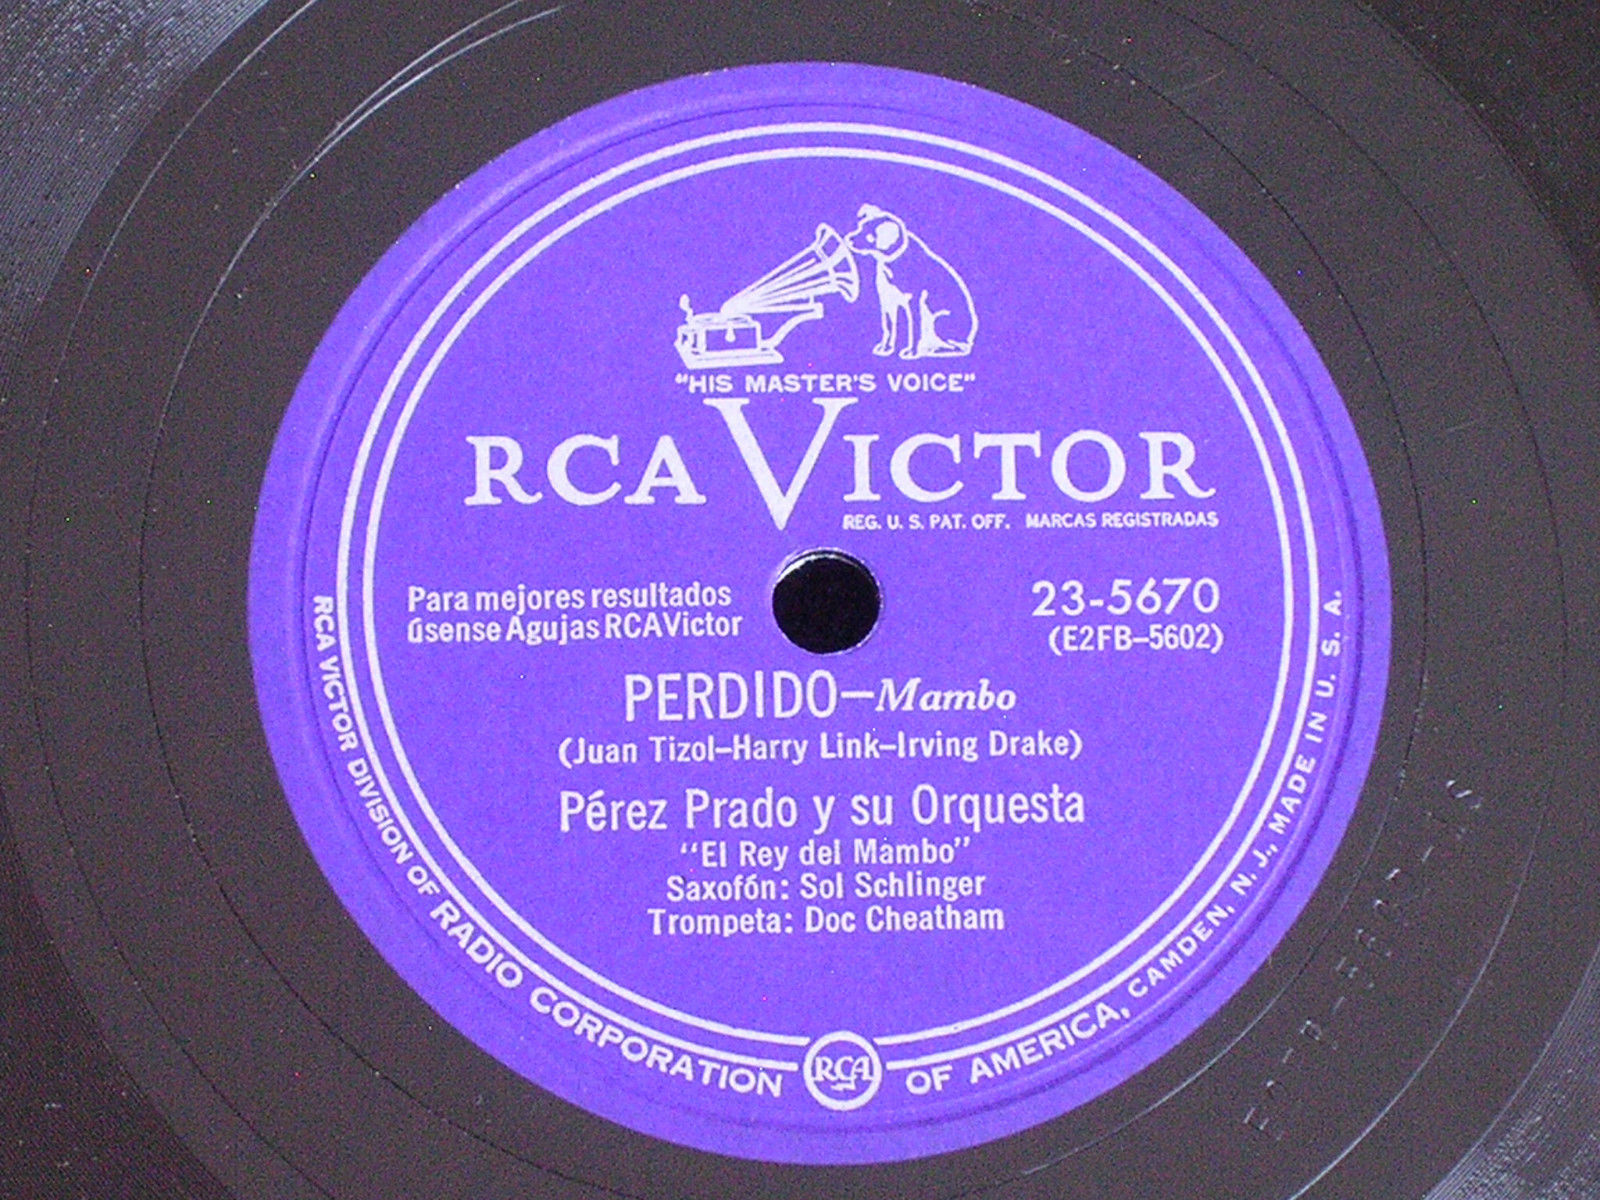 "HIS MASTER'S VOICE"
RCA VICTOR
REG. U. S. PAT. OFF. MARCAS REGISTRADAS
Para mejores resultados
úsense Agujas RCAVictor
23-5670
(E2FB-5602)
PERDIDO-Mambo
(Juan Tizol-Harry Link-Irving Drake)
Pérez Prado y su Orquesta
"El Rey del Mambo"
Saxofón: Sol Schlinger
Trompeta: Doc Cheatham
RCA VICTOR DIVISION OF RADIO CORPORATION OF AMERICA, CAMDEN, N. J., MADE IN U. S. A.
RCA